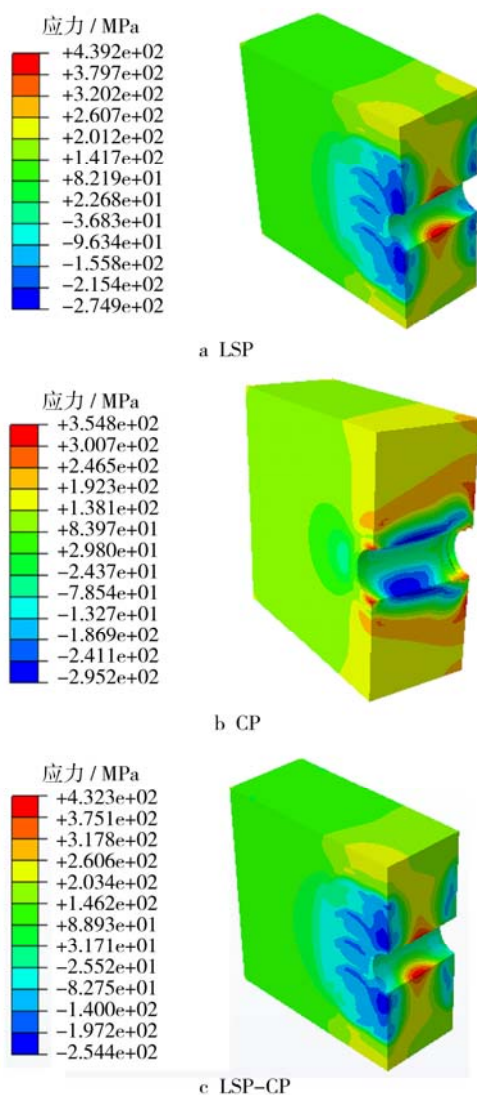 应力 / MPa
+4.392e+02
+3.797e+02
+3.202e+02
+2.607e+02
+2.012e+02
+1.417e+02
+8.219e+01
+2.268e+01
−3.683e+01
−9.634e+01
−1.558e+02
−2.154e+02
−2.749e+02
a LSP
应力 / MPa
+3.548e+02
+3.007e+02
+2.465e+02
+1.923e+02
+1.381e+02
+8.397e+01
+2.980e+01
−2.437e+01
−7.854e+01
−1.327e+02
−1.869e+02
−2.411e+02
−2.952e+02
b CP
应力 / MPa
+4.323e+02
+3.751e+02
+3.178e+02
+2.606e+02
+2.034e+02
+1.462e+02
+8.893e+01
+3.171e+01
−2.552e+01
−8.275e+01
−1.400e+02
−1.972e+02
−2.544e+02
c LSP-CP